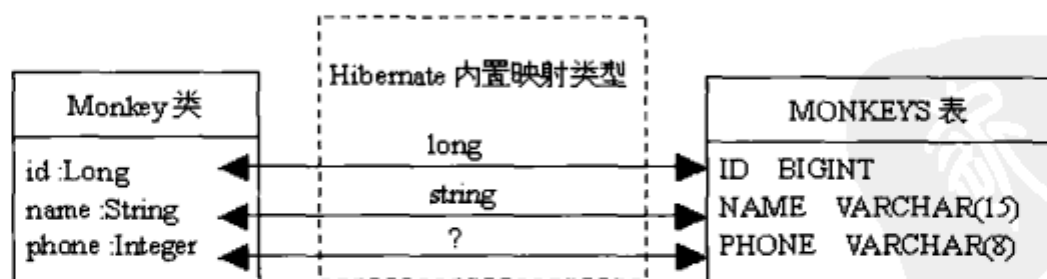 Hibernate 内置映射类型
Monkey 类
MONKEYS 表
id :Long
long
ID BIGINT
name :String
string
NAME VARCHAR(15)
phone :Integer
?
PHONE VARCHAR(8)